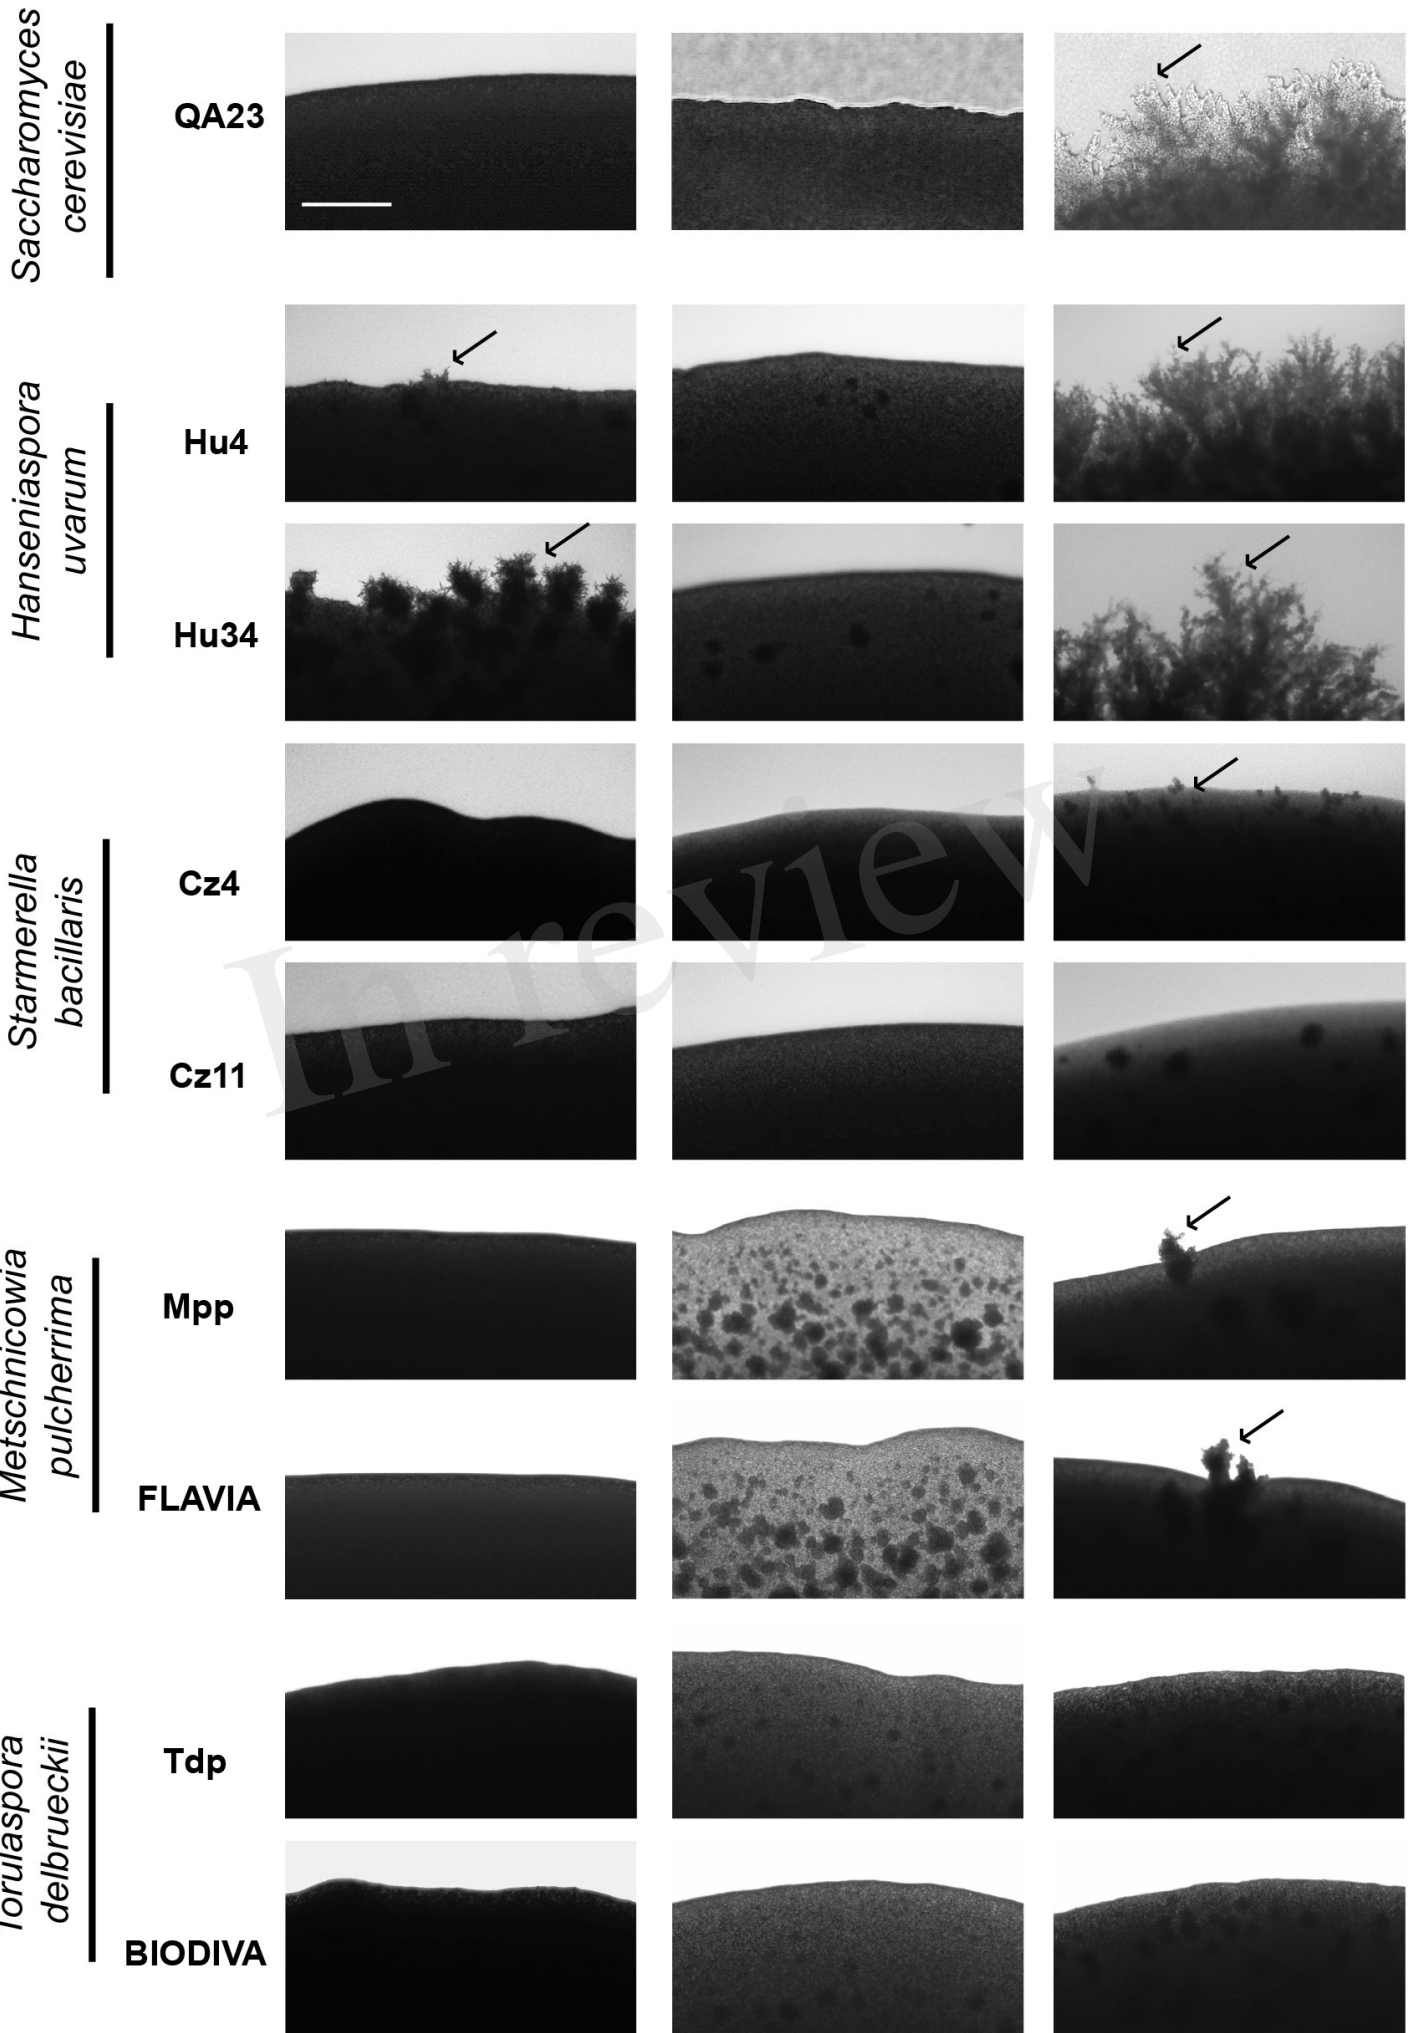 Saccharomyces
cerevisiae
QA23
Hanseniaspora
uvarum
Hu4
Hu34
Starmerella
bacillaris
Cz4
Cz11
Metschnicowia
pulcherrima
Mpp
FLAVIA
Torulaspora
delbrueckii
Tdp
BIODIVA
In review